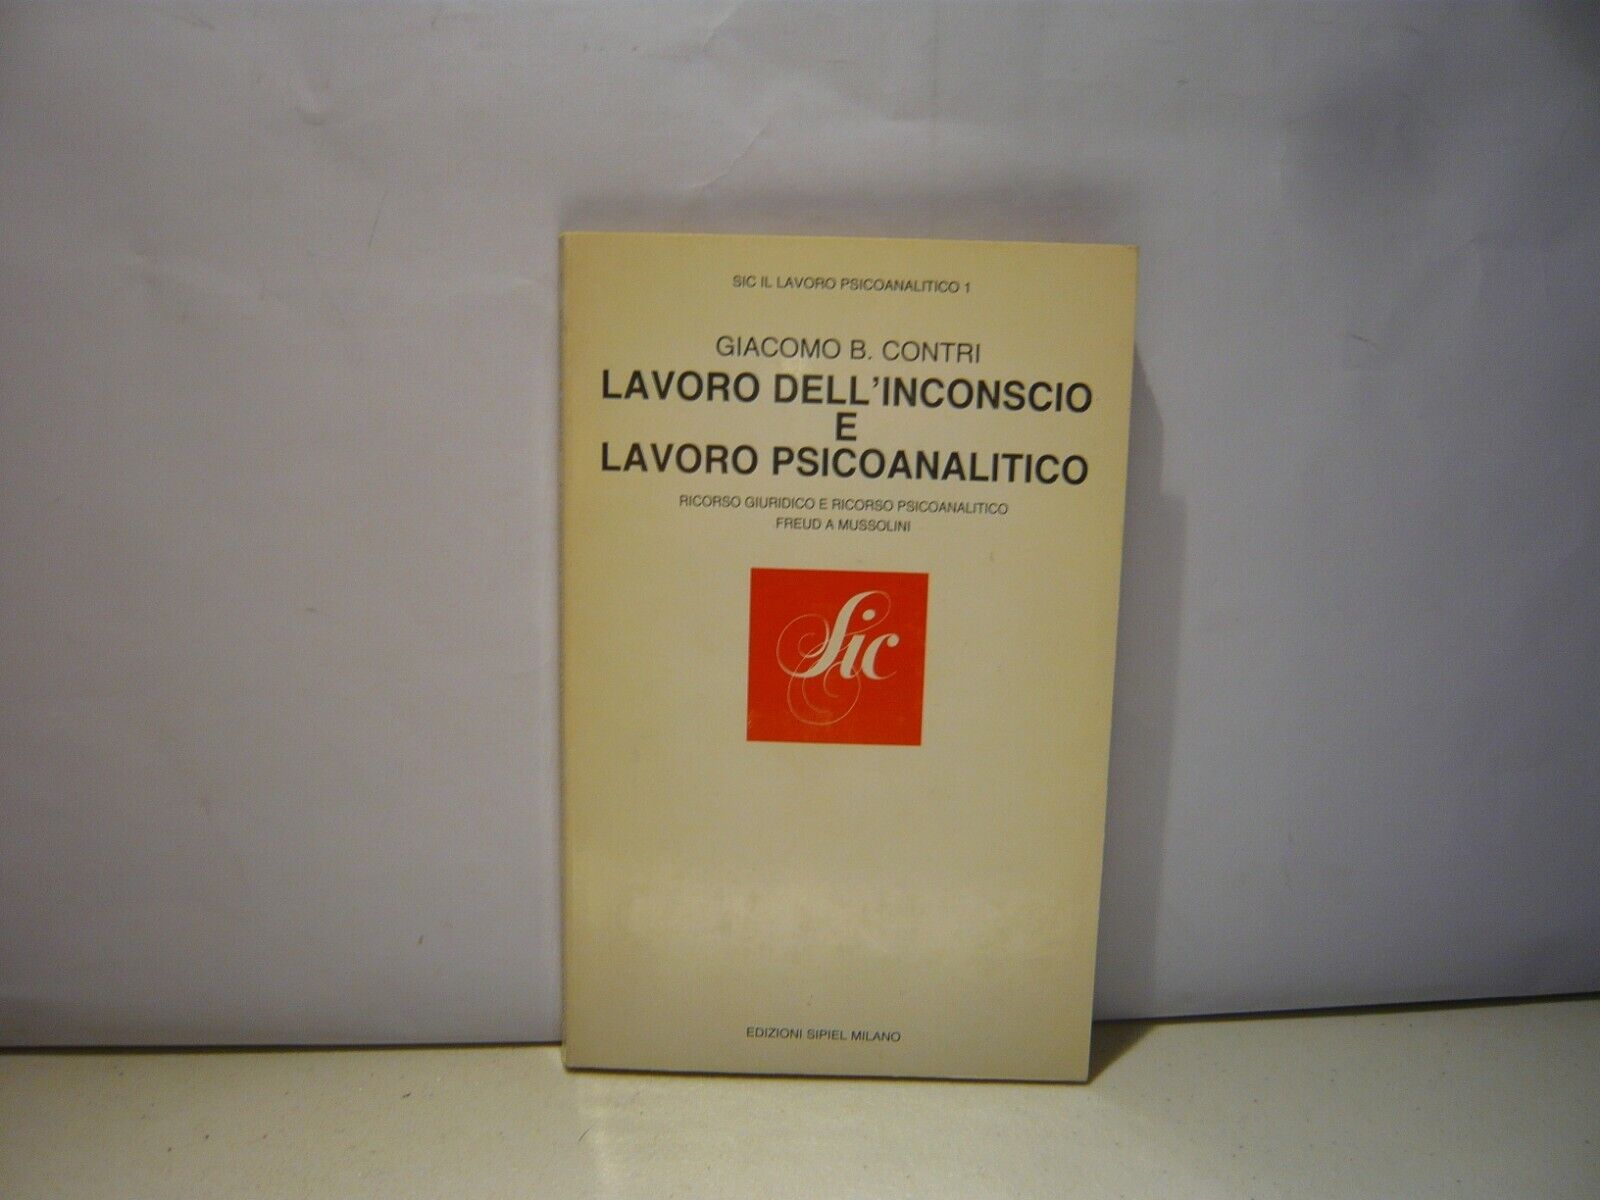 SIC IL LAVORO PSICOANALITICO 1
GIACOMO B. CONTRI
LAVORO DELL'INCONSCIO
E
LAVORO PSICOANALITICO
RICORSO GIURIDICO E RICORSO PSICOANALITICO
FREUD A MUSSOLINI
Sic
EDIZIONI SIPIEL MILANO